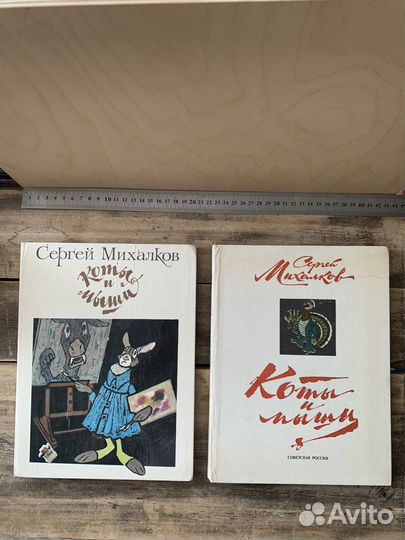 Сергей Михалков
Коты
и
мыши
Сергей
Михалков
Коты
и
мыши
СОВЕТСКАЯ РОССИЯ
Avito